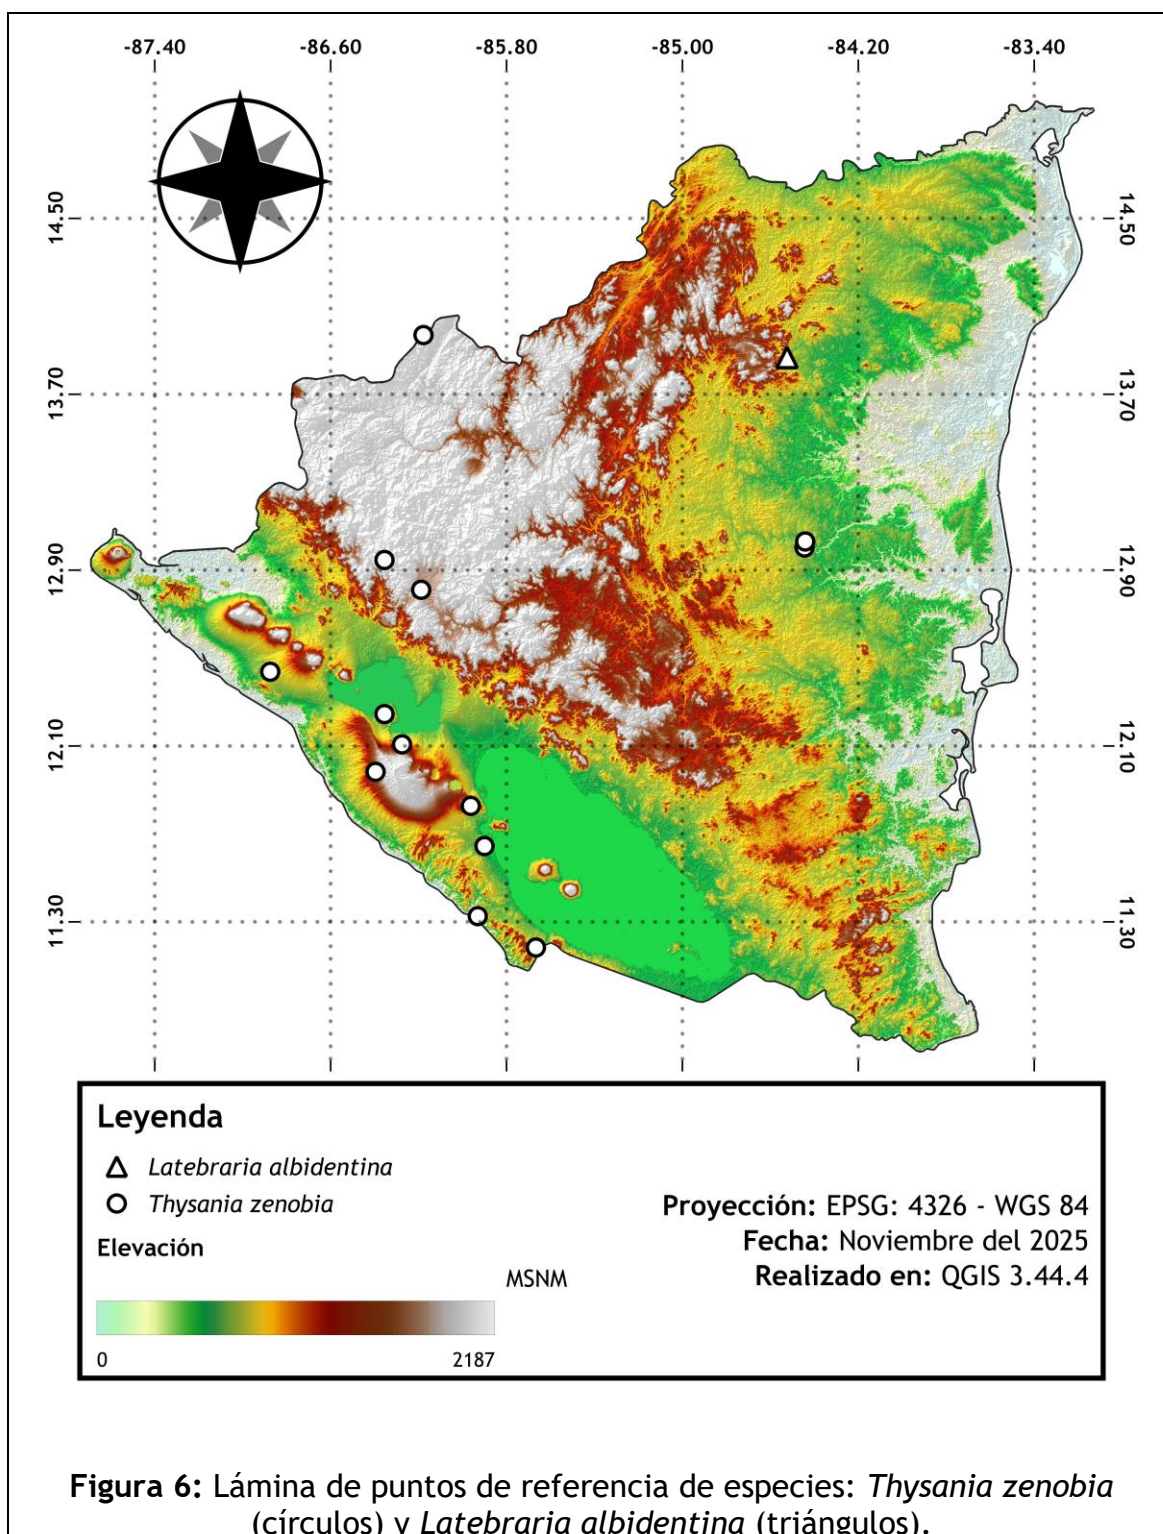 -87.40 -86.60 -85.80 -85.00 -84.20 -83.40
14.50 14.50
13.70 13.70
12.90 12.90
12.10 12.10
11.30 11.30
Leyenda
Latebraria albidentina
Thysania zenobia
Elevación
MSNM
0 2187
Proyección: EPSG: 4326 - WGS 84
Fecha: Noviembre del 2025
Realizado en: QGIS 3.44.4
Figura 6: Lámina de puntos de referencia de especies: Thysania zenobia
(círculos) y Latebraria albidentina (triángulos).